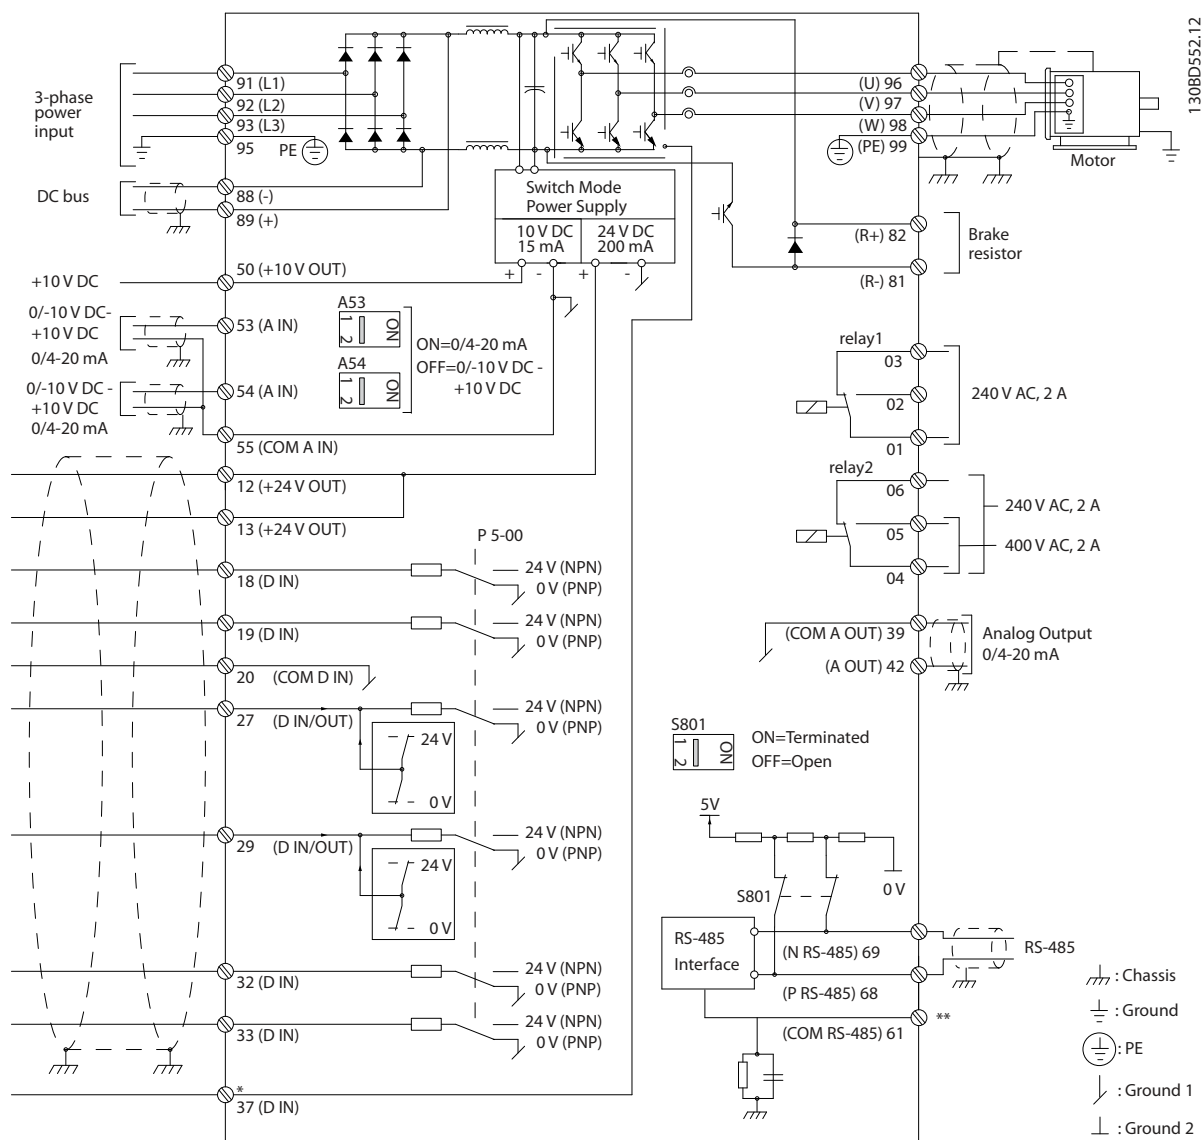 130BD552.12
3-phase
power
input
91 (L1)
92 (L2)
93 (L3)
95
PE
DC bus
88 (-)
89 (+)
Switch Mode
Power Supply
10 V DC
15 mA
24 V DC
200 mA
+
-
+
-
(U) 96
(V) 97
(W) 98
(PE) 99
Motor
(R+) 82
(R-) 81
Brake
resistor
+10 V DC
50 (+10 V OUT)
0/-10 V DC-
+10 V DC
0/4-20 mA
53 (A IN)
0/-10 V DC -
+10 V DC
0/4-20 mA
54 (A IN)
55 (COM A IN)
A53
1
2
ON
A54
1
2
ON
ON=0/4-20 mA
OFF=0/-10 V DC -
+10 V DC
relay1
03
02
01
240 V AC, 2 A
relay2
06
05
04
240 V AC, 2 A
400 V AC, 2 A
12 (+24 V OUT)
13 (+24 V OUT)
P 5-00
18 (D IN)
24 V (NPN)
0 V (PNP)
19 (D IN)
24 V (NPN)
0 V (PNP)
20 (COM D IN)
27 (D IN/OUT)
24 V (NPN)
0 V (PNP)
24 V
0 V
29 (D IN/OUT)
24 V (NPN)
0 V (PNP)
24 V
0 V
32 (D IN)
24 V (NPN)
0 V (PNP)
33 (D IN)
24 V (NPN)
0 V (PNP)
*
37 (D IN)
(COM A OUT) 39
(A OUT) 42
Analog Output
0/4-20 mA
S801
1
2
ON
ON=Terminated
OFF=Open
5V
0 V
S801
RS-485
Interface
(N RS-485) 69
(P RS-485) 68
(COM RS-485) 61
**
RS-485
: Chassis
: Ground
: PE
: Ground 1
: Ground 2